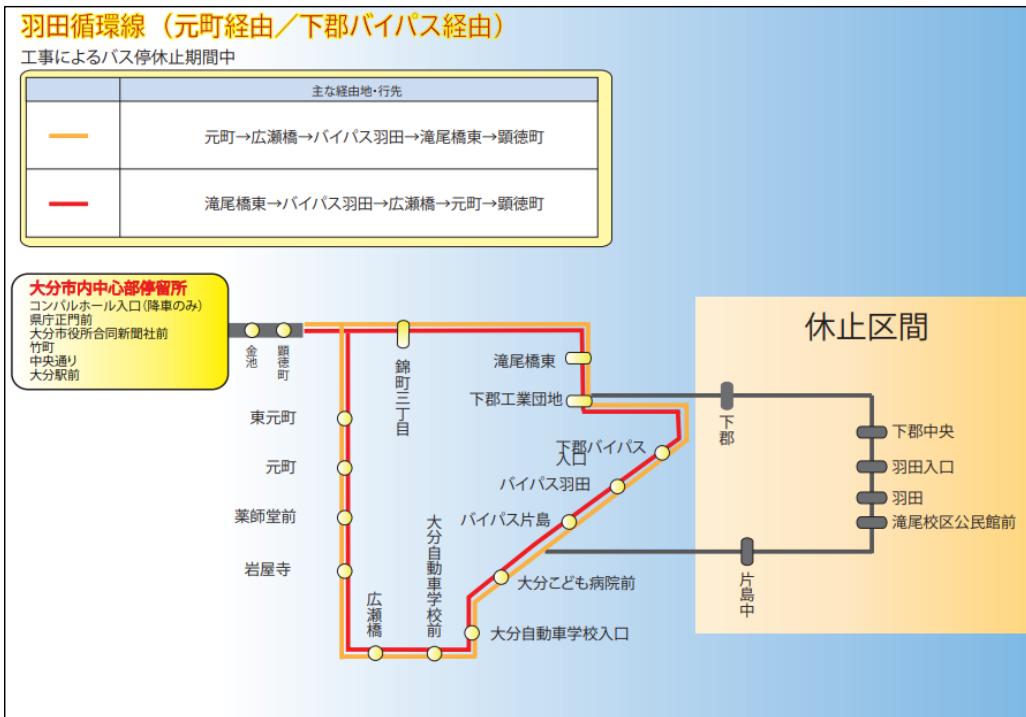 羽田循環線（元町経由／下郡バイパス経由）
工事によるバス停休止期間中
主な経由地・行先
元町→広瀬橋→バイパス羽田→滝尾橋東→顕徳町
滝尾橋東→バイパス羽田→広瀬橋→元町→顕徳町
大分市内中心部停留所
コンパルホール入口（降車のみ）
県庁正門前
大分市役所合同新聞社前
竹町
中央通り
大分駅前
金池
顕徳町
錦町三丁目
滝尾橋東
下郡工業団地
下郡バイパス
入口
バイパス羽田
バイパス片島
大分こども病院前
大分自動車学校入口
大分自動車学校前
広瀬橋
東元町
元町
薬師堂前
岩屋寺
休止区間
下郡
下郡中央
羽田入口
羽田
滝尾校区公民館前
片島中